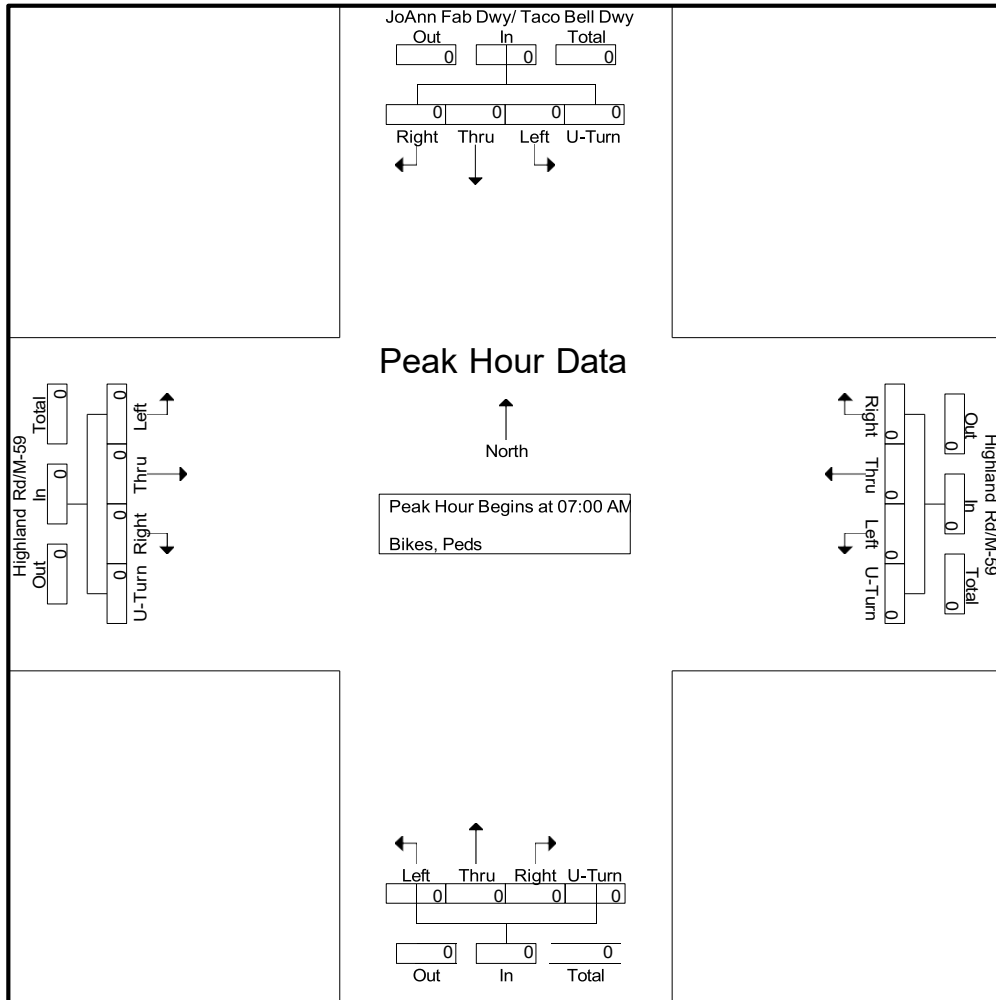 JoAnn Fab Dwy/ Taco Bell Dwy
Out In Total
0 0 0
0 0 0 0
Right Thru Left U-Turn
Peak Hour Data
North
Peak Hour Begins at 07:00 AM
Bikes, Peds
Highland Rd/M-59
Out In Total
0 0 0
0 0 0 0
U-Turn Right Thru Left
Highland Rd/M-59
Out In Total
0 0 0
0 0 0 0
Right Thru Left U-Turn
Left Thru Right U-Turn
0 0 0 0
0 0 0
Out In Total